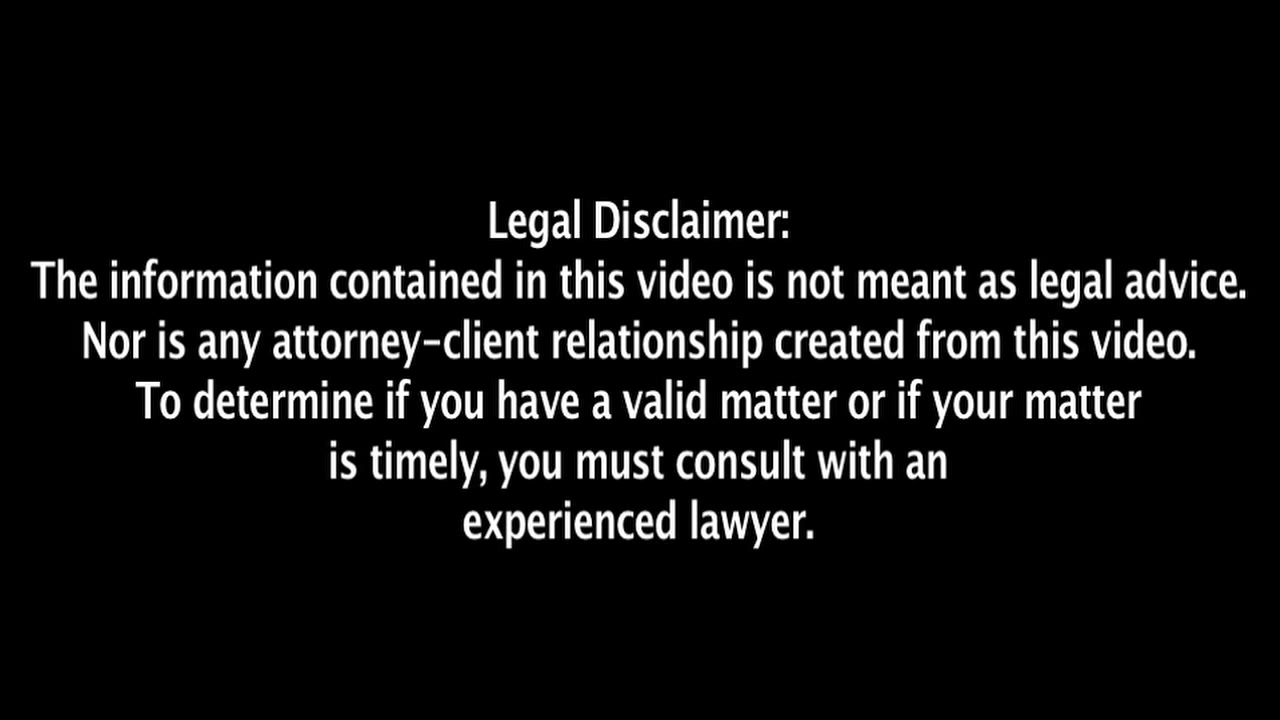 Legal Disclaimer:
The information contained in this video is not meant as legal advice.
Nor is any attorney-client relationship created from this video.
To determine if you have a valid matter or if your matter
is timely, you must consult with an
experienced lawyer.